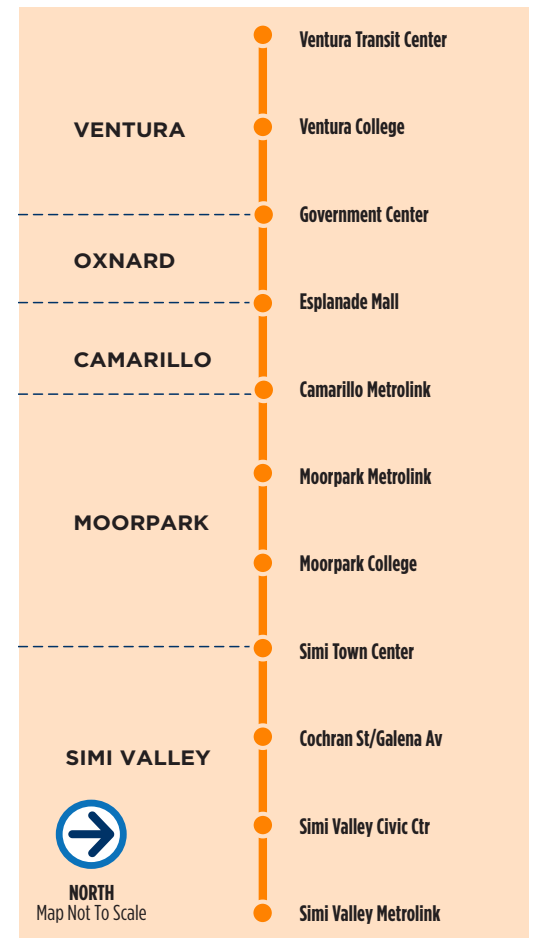 Ventura Transit Center
VENTURA
Ventura College
Government Center
OXNARD
Esplanade Mall
CAMARILLO
Camarillo Metrolink
Moorpark Metrolink
MOORPARK
Moorpark College
Simi Town Center
Cochran St/Galena Av
SIMI VALLEY
Simi Valley Civic Ctr
NORTH
Map Not To Scale
Simi Valley Metrolink